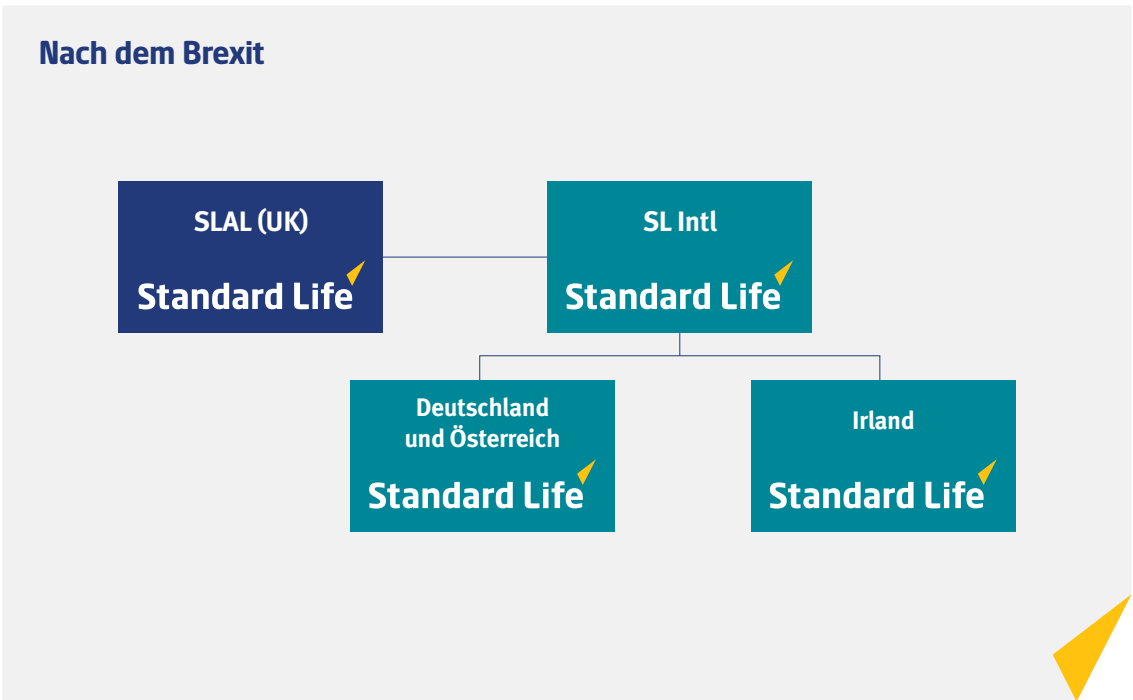 Nach dem Brexit
SLAL (UK)
Standard Life
SL Intl
Standard Life
Deutschland
und Österreich
Standard Life
Irland
Standard Life